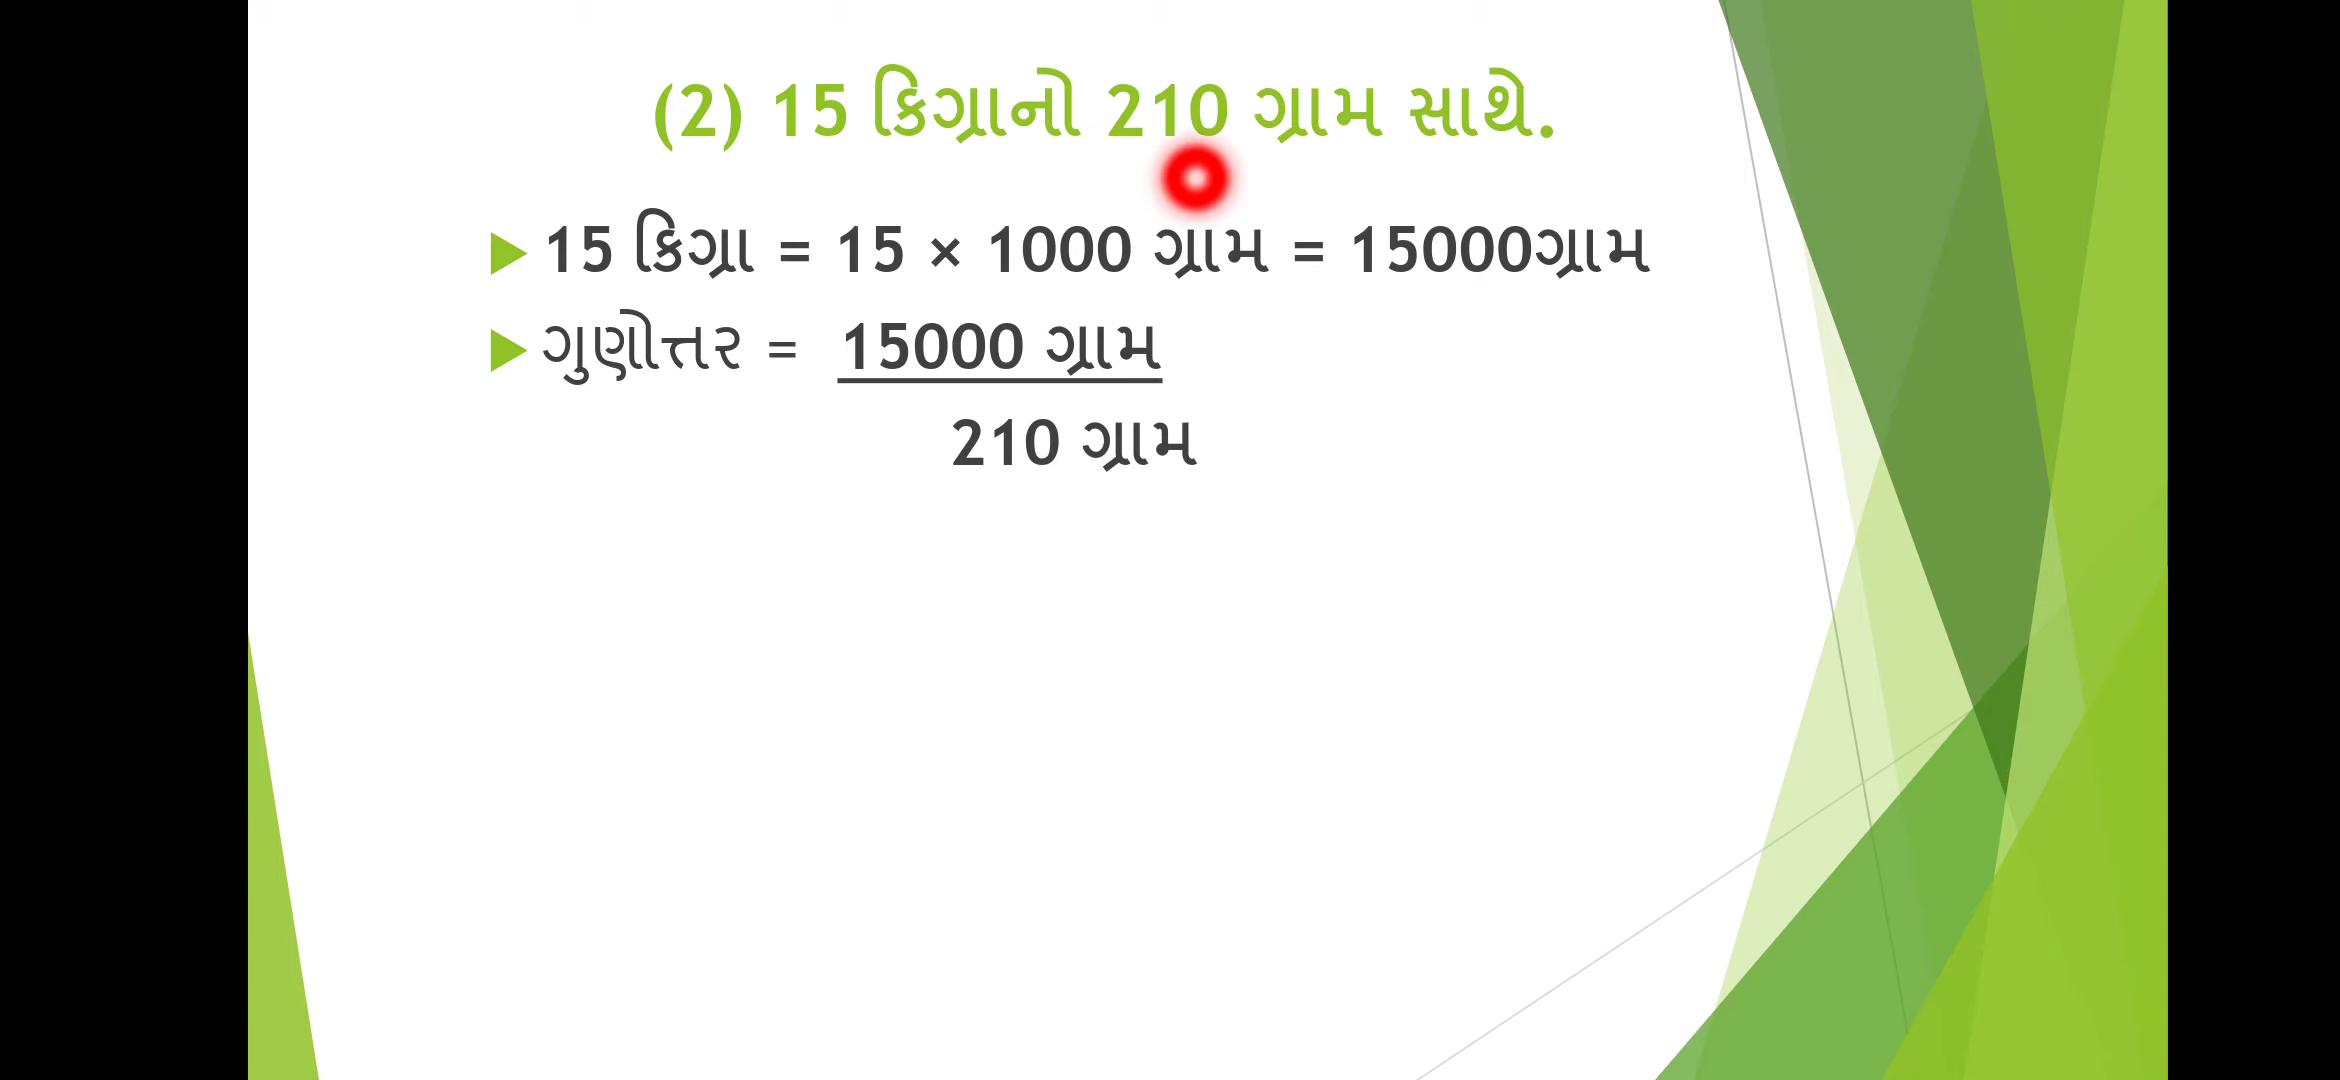 (2) 15 કિગ્રાનો 210 ગ્રામ સાથે.
15 કિગ્રા = 15 × 1000 ગ્રામ = 15000ગ્રામ
ગુણોત્તર = 15000 ગ્રામ
210 ગ્રામ